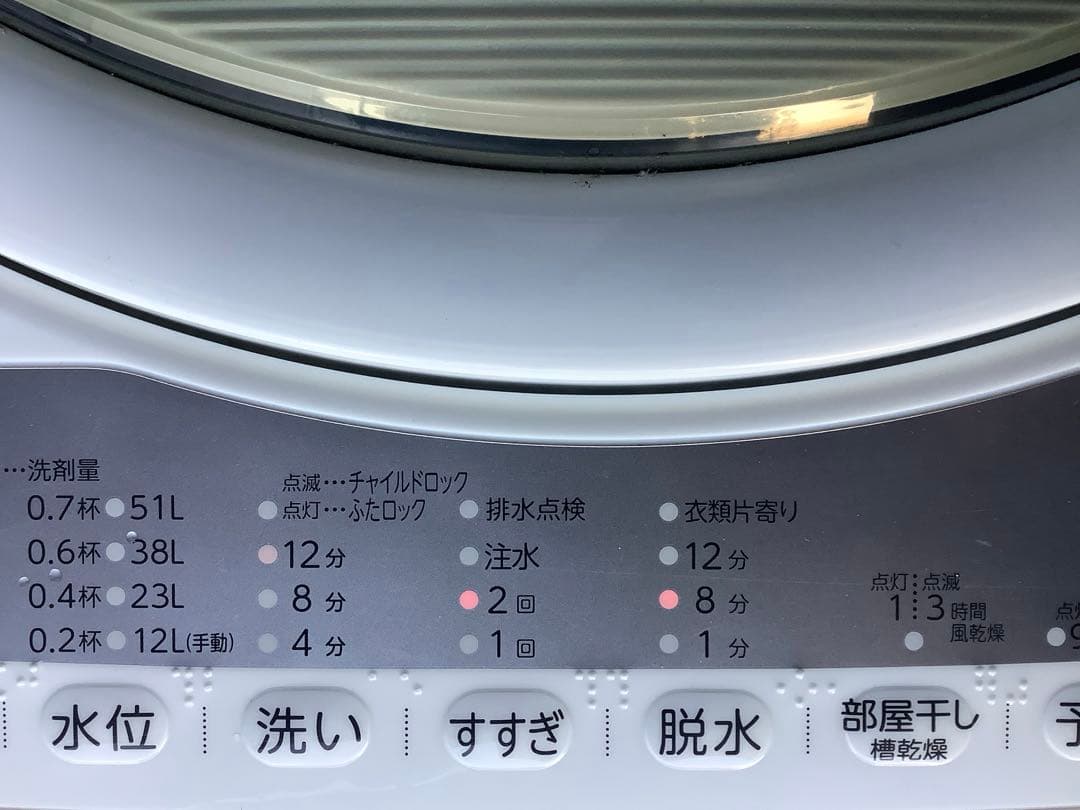 …洗剤量
0.7杯 51L
0.6杯 38L
0.4杯 23L
0.2杯 12L(手動)
水位
点滅…チャイルドロック
点灯…ふたロック
12分
8分
4分
洗い
排水点検
注水
2回
1回
すすぎ
衣類片寄り
12分
8分
1分
脱水
点灯 点滅
1 3時間
風乾燥
部屋干し
槽乾燥